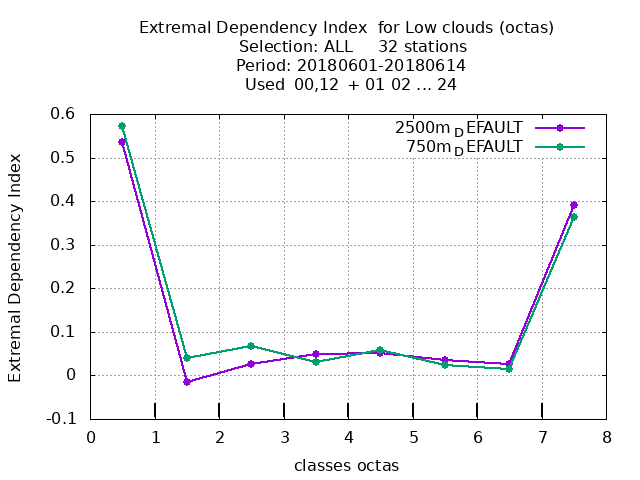 Extremal Dependency Index  for Low clouds (octas)
Selection: ALL     32 stations
Period: 20180601-20180614
Used  00,12  + 01 02 ... 24
2500m_DEFAULT
750m_DEFAULT
Extremal Dependency Index
0.6
0.5
0.4
0.3
0.2
0.1
0
-0.1
0 1 2 3 4 5 6 7 8
classes octas